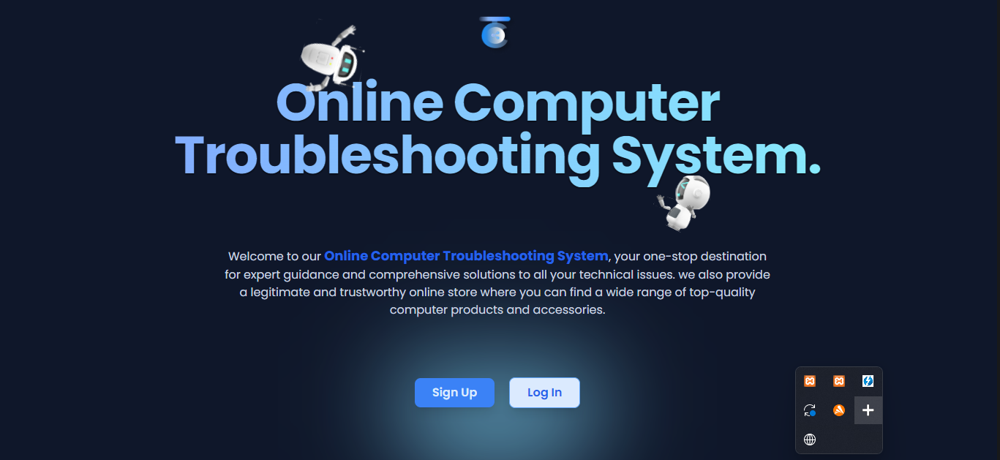 Online Computer
Troubleshooting System.
Welcome to our Online Computer Troubleshooting System, your one-stop destination
for expert guidance and comprehensive solutions to all your technical issues. we also provide
a legitimate and trustworthy online store where you can find a wide range of top-quality
computer products and accessories.
Sign Up
Log In